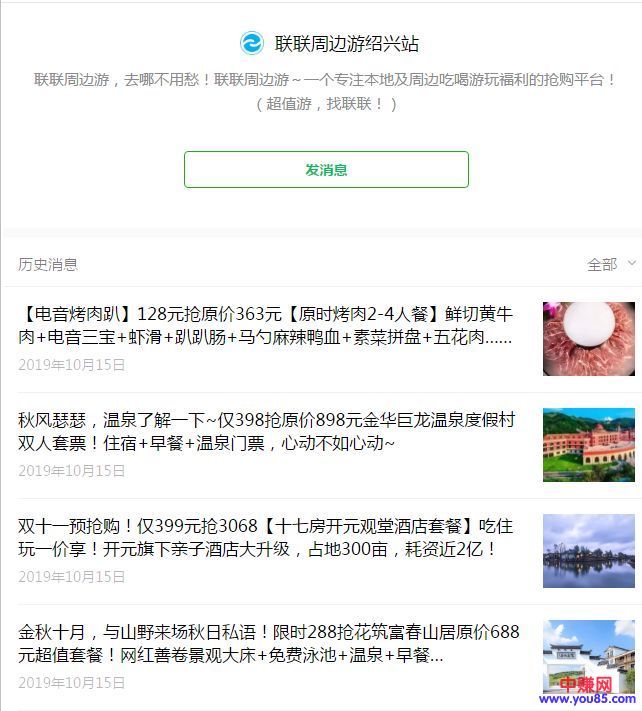 联联周边游绍兴站
联联周边游，去哪不用愁！联联周边游～一个专注本地及周边吃喝游玩福利的抢购平台！
（超值游，找联联！）
发消息
历史消息
全部
【电音烤肉趴】128元抢原价363元【原时烤肉2-4人餐】鲜切黄牛
肉+电音三宝+虾滑+趴趴肠+马勺麻辣鸭血+素菜拼盘+五花肉......
2019年10月15日
秋风瑟瑟，温泉了解一下~仅398抢原价898元金华巨龙温泉度假村
双人套票！住宿+早餐+温泉门票，心动不如心动~
2019年10月15日
双十一预抢购！仅399元抢3068【十七房开元观堂酒店套餐】吃住
玩一价享！开元旗下亲子酒店大升级，占地300亩，耗资近2亿！
2019年10月15日
金秋十月，与山野来场秋日私语！限时288抢花筑富春山居原价688
元超值套餐！网红善卷景观大床+免费泳池+温泉+早餐...
2019年10月15日
中赚网
www.you85.com